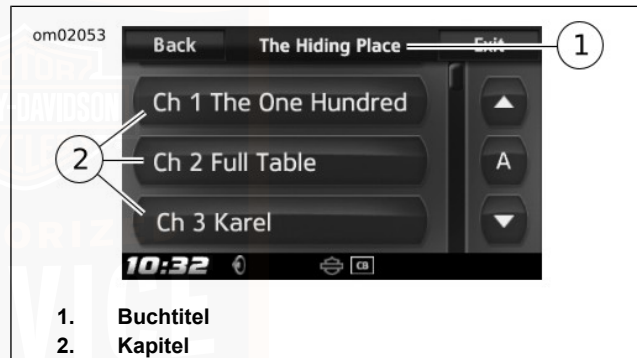 om02053
Back The Hiding Place Exit 1
Ch 1 The One Hundred
A
2 Ch 2 Full Table
Ch 3 Karel
10:32 CB
1. Buchtitel
2. Kapitel